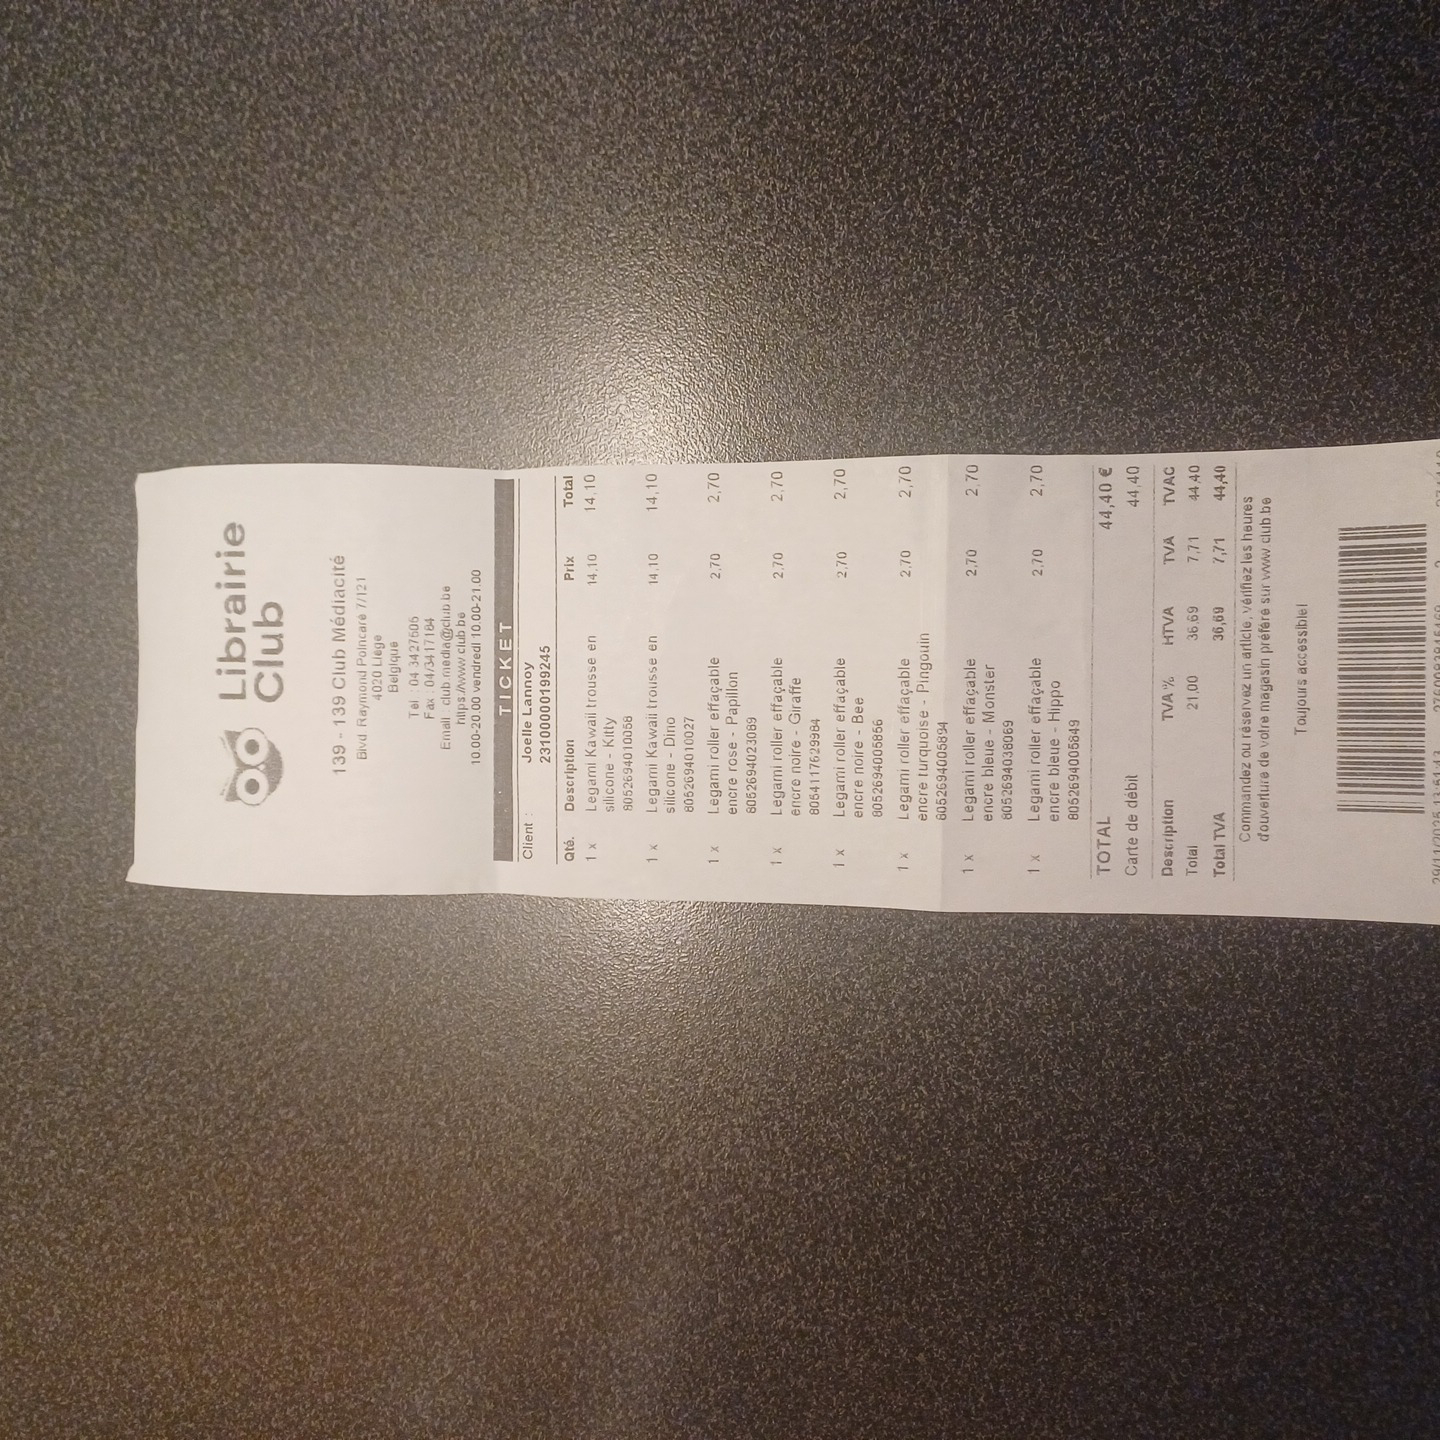 Librairie
Club
139 - 139 Club Médiacité
Blvd. Raymond Poincaré 7/121
4020 Liège
Belgique
Tél : 04 3427605
Fax : 04/3417184
Email : club.media@club.be
https://www.club.be
10.00-20.00 vendredi 10.00-21.00
TICKET
Client : Joelle Lannoy
2310000199245
Qté. Description Prix Total
1 x Legami Kawaii trousse en 14,10 14,10
silicone - Kitty
8052694010058
1 x Legami Kawaii trousse en 14,10 14,10
silicone - Dino
8052694010027
1 x Legami roller effaçable 2,70 2,70
encre rose - Papillon
8052694023089
1 x Legami roller effaçable 2,70 2,70
encre noire - Giraffe
8054117629984
1 x Legami roller effaçable 2,70 2,70
encre noire - Bee
8052694005856
1 x Legami roller effaçable 2,70 2,70
encre turquoise - Pingouin
8052694005894
1 x Legami roller effaçable 2,70 2,70
encre bleue - Monster
8052694038069
1 x Legami roller effaçable 2,70 2,70
encre bleue - Hippo
8052694005849
TOTAL 44,40 €
Carte de débit 44,40
Description TVA % HTVA TVA TVAC
Total 21,00 36,69 7,71 44,40
Total TVA 36,69 7,71 44,40
Commandez ou réservez un article, vérifiez les heures
d'ouverture de votre magasin préféré sur www.club.be
Toujours accessible!